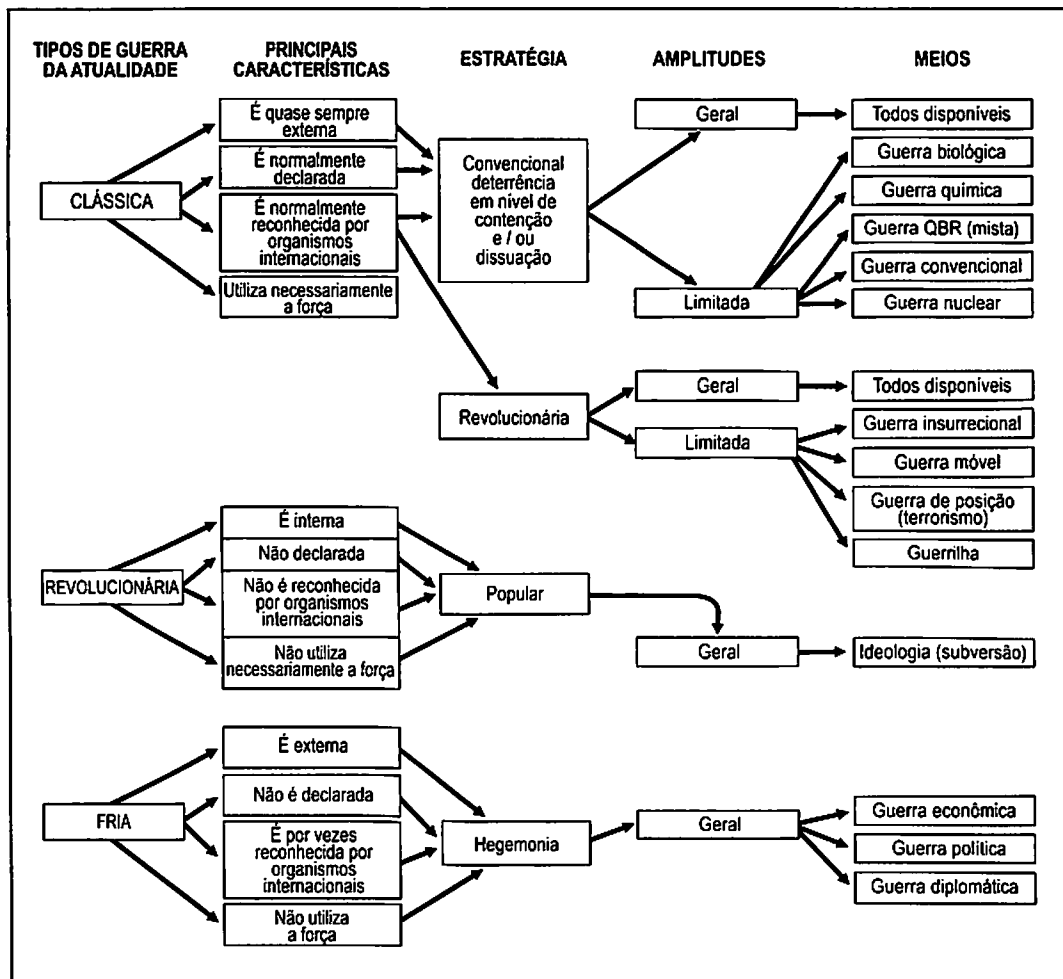 TIPOS DE GUERRA
DA ATUALIDADE
PRINCIPAIS
CARACTERÍSTICAS
ESTRATÉGIA
AMPLITUDES
MEIOS
CLÁSSICA
É quase sempre
externa
É normalmente
declarada
É normalmente
reconhecida por
organismos
internacionais
Utiliza necessariamente
a força
Convencional
deterrência
em nível de
contenção
e / ou
dissuação
Geral
Limitada
Todos disponíveis
Guerra biológica
Guerra química
Guerra QBR (mista)
Guerra convencional
Guerra nuclear
Revolucionária
Geral
Limitada
Todos disponíveis
Guerra insurrecional
Guerra móvel
Guerra de posição
(terrorismo)
Guerrilha
REVOLUCIONÁRIA
É interna
Não declarada
Não é reconhecida
por organismos
internacionais
Não utiliza
necessariamente a força
Popular
Geral
Ideologia (subversão)
FRIA
É externa
Não é declarada
É por vezes
reconhecida por
organismos
internacionais
Não utiliza
a força
Hegemonia
Geral
Guerra econômica
Guerra política
Guerra diplomática